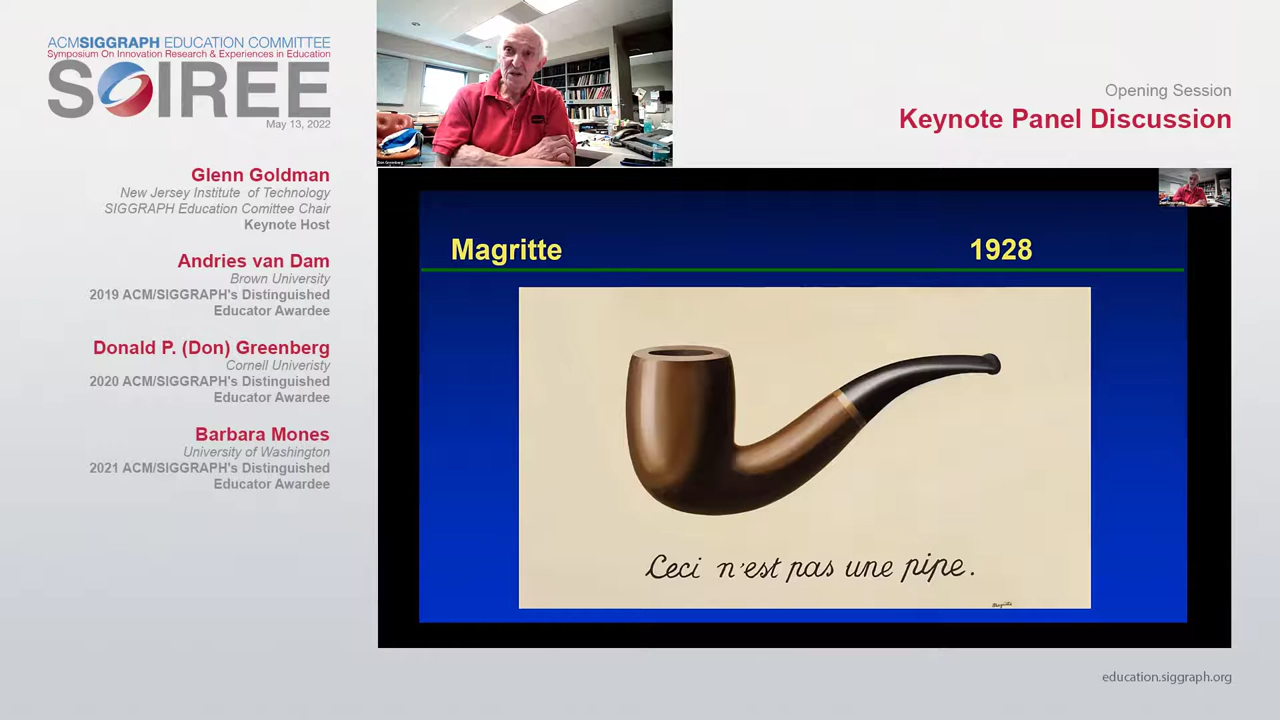 ACMSIGGRAPH EDUCATION COMMITTEE
Symposium On Innovation Research & Experiences in Education
SOIREE
May 13, 2022
Glenn Goldman
New Jersey Institute of Technology
SIGGRAPH Education Comittee Chair
Keynote Host
Andries van Dam
Brown University
2019 ACM/SIGGRAPH's Distinguished
Educator Awardee
Donald P. (Don) Greenberg
Cornell Univeristy
2020 ACM/SIGGRAPH's Distinguished
Educator Awardee
Barbara Mones
University of Washington
2021 ACM/SIGGRAPH's Distinguished
Educator Awardee
Don Greenberg
Opening Session
Keynote Panel Discussion
Magritte 1928
Ceci n'est pas une pipe.
Magritte
education.siggraph.org